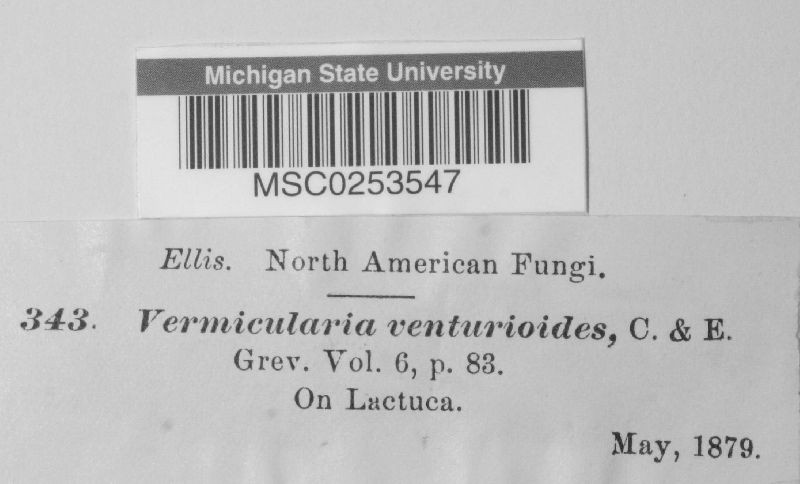 Michigan State University
MSC0253547
Ellis. North American Fungi.
343. Vermicularia venturioides, C. & E.
Grev. Vol. 6, p. 83.
On Lactuca.
May, 1879.